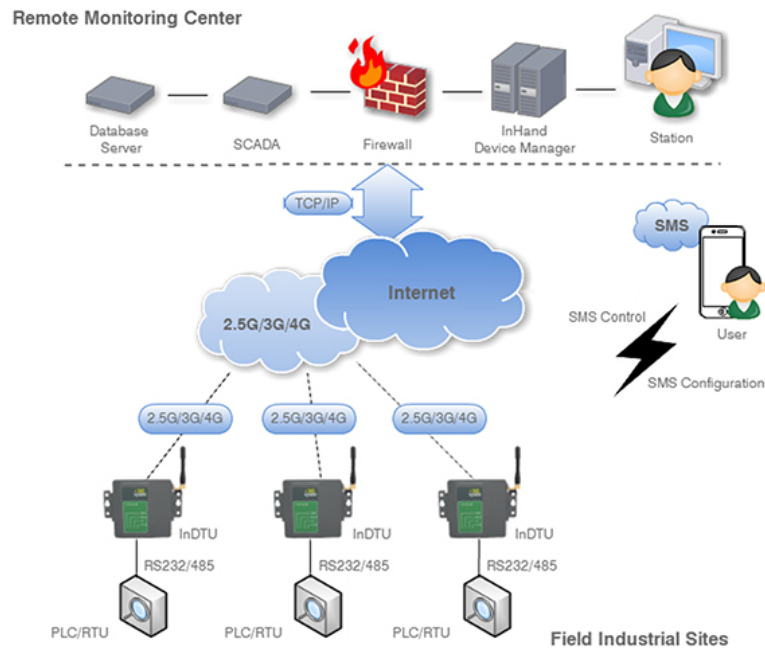 Remote Monitoring Center
Database
Server
SCADA
Firewall
InHand
Device Manager
Station
TCP/IP
Internet
2.5G/3G/4G
SMS
SMS Control
User
SMS Configuration
2.5G/3G/4G
2.5G/3G/4G
2.5G/3G/4G
InDTU
InDTU
InDTU
RS232/485
RS232/485
RS232/485
PLC/RTU
PLC/RTU
PLC/RTU
Field Industrial Sites